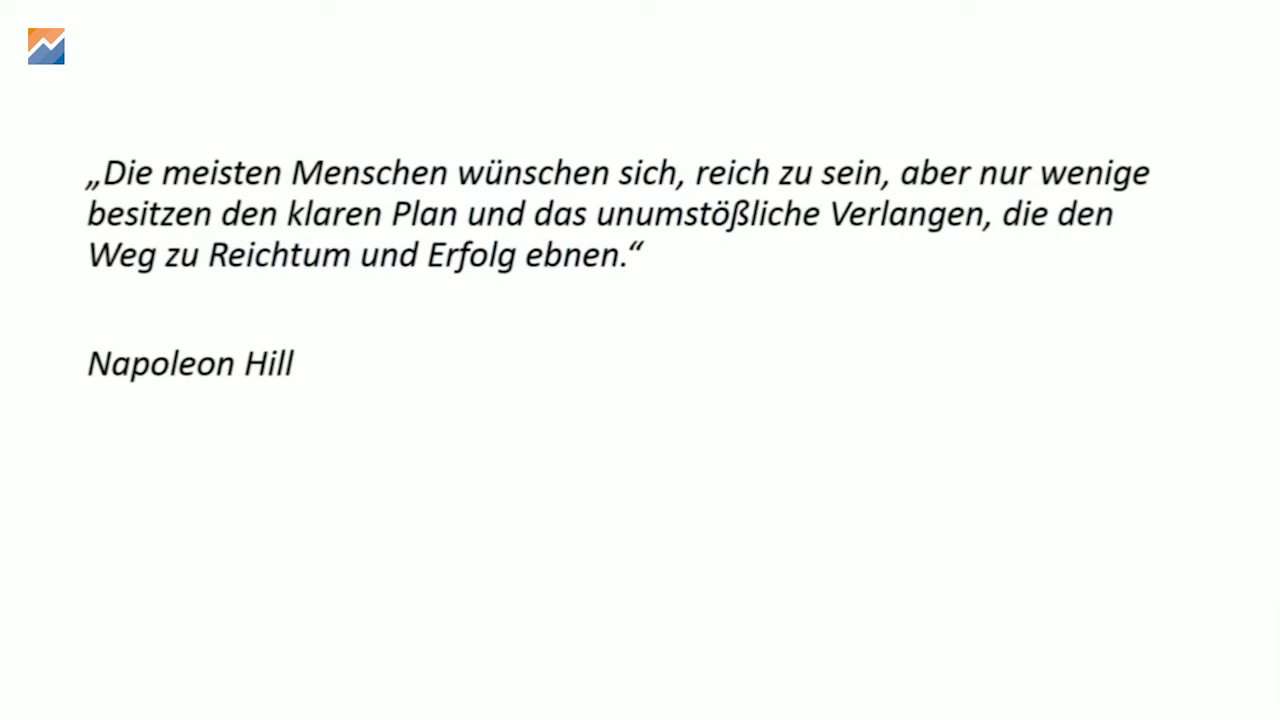 „Die meisten Menschen wünschen sich, reich zu sein, aber nur wenige
besitzen den klaren Plan und das unumstößliche Verlangen, die den
Weg zu Reichtum und Erfolg ebnen.“
Napoleon Hill